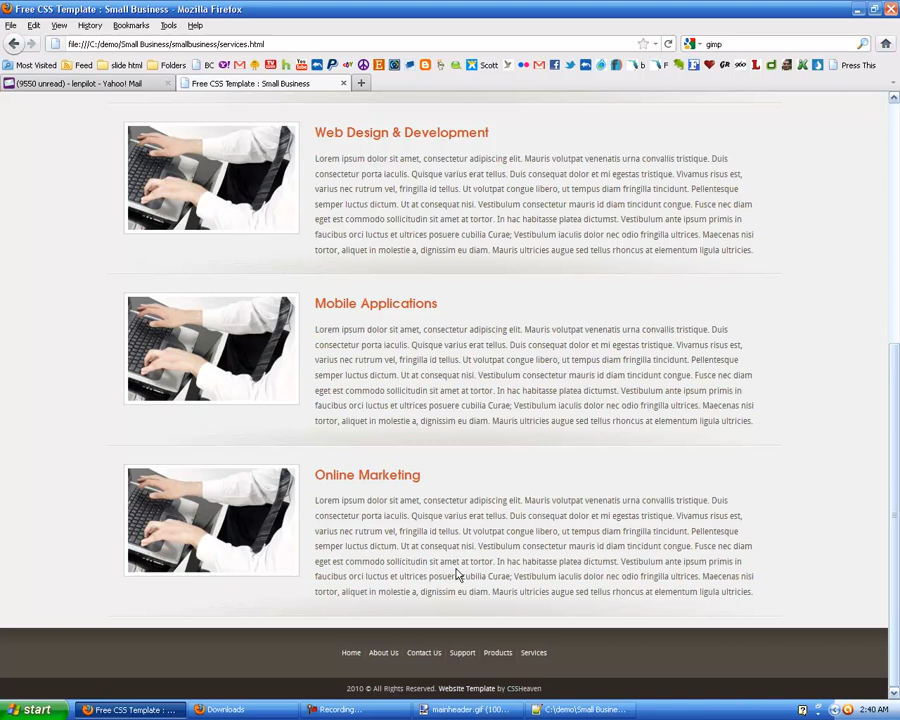 Free CSS Template : Small Business - Mozilla Firefox
File Edit View History Bookmarks Tools Help
file:///C:/demo/Small Business/smallbusiness/services.html
gimp
Most Visited Feed slide html Folders BC Scott b F GR 960 L Press This
(9550 unread) - lenpilot - Yahoo! Mail
Free CSS Template : Small Business
Web Design & Development
Lorem ipsum dolor sit amet, consectetur adipiscing elit. Mauris volutpat venenatis urna convallis tristique. Duis
consectetur porta iaculis. Quisque varius erat tellus. Duis consequat dolor et mi egestas tristique. Vivamus risus est,
varius nec rutrum vel, fringilla id tellus. Ut volutpat congue libero, ut tempus diam fringilla tincidunt. Pellentesque
semper luctus dictum. Ut at consequat nisi. Vestibulum consectetur mauris diam tincidunt congue. Fusce nec diam
eget est commodo sollicitudin sit amet at tortor. In hac habitasse platea dictumst. Vestibulum ante ipsum primis in
faucibus orci luctus et ultrices posuere cubilia Curae; Vestibulum iaculis dolor nec odio fringilla ultrices. Maecenas nisi
tortor, aliquet in molestie a, dignissim eu diam. Mauris ultricies augue sed tellus rhoncus at elementum ligula ultricies.
Mobile Applications
Lorem ipsum dolor sit amet, consectetur adipiscing elit. Mauris volutpat venenatis urna convallis tristique. Duis
consectetur porta iaculis. Quisque varius erat tellus. Duis consequat dolor et mi egestas tristique. Vivamus risus est,
varius nec rutrum vel, fringilla id tellus. Ut volutpat congue libero, ut tempus diam fringilla tincidunt. Pellentesque
semper luctus dictum. Ut at consequat nisi. Vestibulum consectetur mauris diam tincidunt congue. Fusce nec diam
eget est commodo sollicitudin sit amet at tortor. In hac habitasse platea dictumst. Vestibulum ante ipsum primis in
faucibus orci luctus et ultrices posuere cubilia Curae; Vestibulum iaculis dolor nec odio fringilla ultrices. Maecenas nisi
tortor, aliquet in molestie a, dignissim eu diam. Mauris ultricies augue sed tellus rhoncus at elementum ligula ultricies.
Online Marketing
Lorem ipsum dolor sit amet, consectetur adipiscing elit. Mauris volutpat venenatis urna convallis tristique. Duis
consectetur porta iaculis. Quisque varius erat tellus. Duis consequat dolor et mi egestas tristique. Vivamus risus est,
varius nec rutrum vel, fringilla id tellus. Ut volutpat congue libero, ut tempus diam fringilla tincidunt. Pellentesque
semper luctus dictum. Ut at consequat nisi. Vestibulum consectetur mauris diam tincidunt congue. Fusce nec diam
eget est commodo sollicitudin sit amet at tortor. In hac habitasse platea dictumst. Vestibulum ante ipsum primis in
faucibus orci luctus et ultrices posuere cubilia Curae; Vestibulum iaculis dolor nec odio fringilla ultrices. Maecenas nisi
tortor, aliquet in molestie a, dignissim eu diam. Mauris ultricies augue sed tellus rhoncus at elementum ligula ultricies.
Home About Us Contact Us Support Products Services
2010 © All Rights Reserved. Website Template by CSSHeaven
start Free CSS Template : ... Downloads Recording... mainheader.gif (100... C:\demo\Small Busine... 2:40 AM